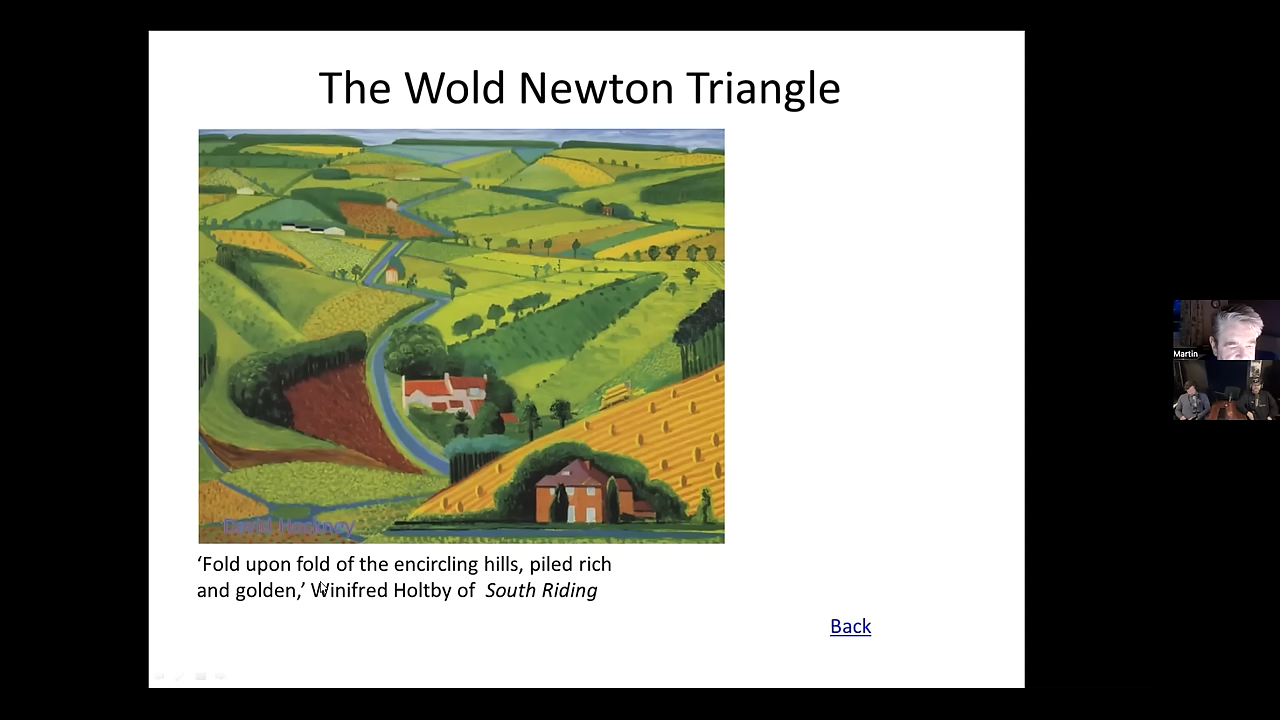 The Wold Newton Triangle
David Hockney
‘Fold upon fold of the encircling hills, piled rich
and golden,’ Winifred Holtby of South Riding
Back
Martin